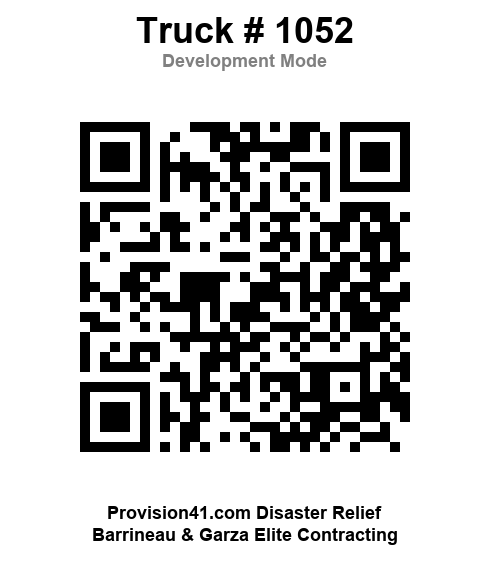 Truck # 1052
Development Mode
Provision41.com Disaster Relief
Barrineau & Garza Elite Contracting